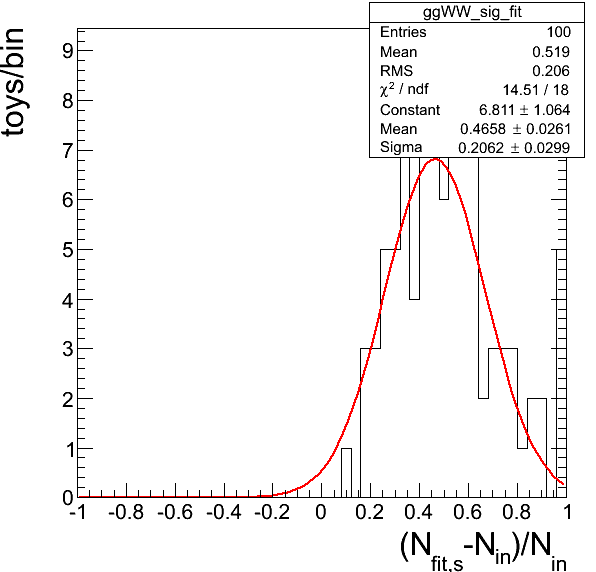 ggWW_sig_fit
Entries 100
Mean 0.519
RMS 0.206
χ² / ndf 14.51 / 18
Constant 6.811 ± 1.064
Mean 0.4658 ± 0.0261
Sigma 0.2062 ± 0.0299
toys/bin
9
8
7
6
5
4
3
2
1
0
-1 -0.8 -0.6 -0.4 -0.2 0 0.2 0.4 0.6 0.8 1
(N_fit,s-N_in)/N_in